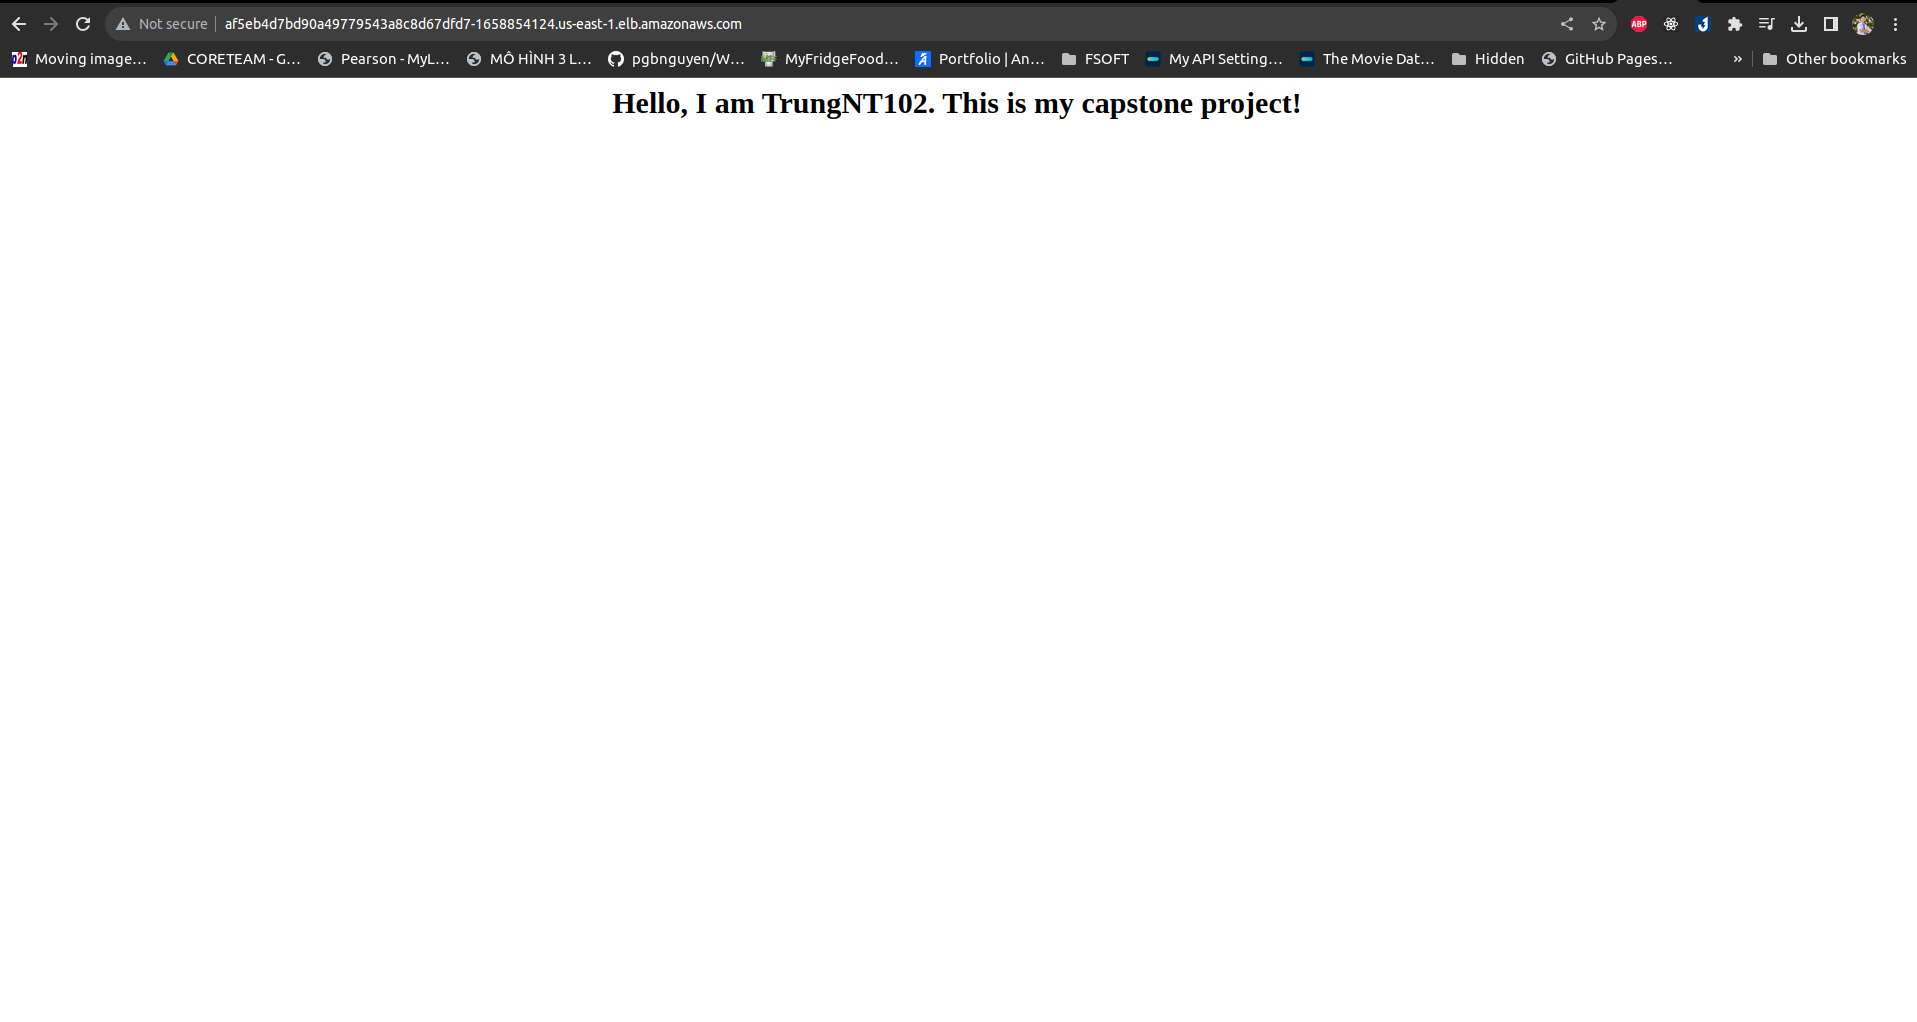 Not secure af5eb4d7bd90a49779543a8c8d67dfd7-1658854124.us-east-1.elb.amazonaws.com ABP
Moving image... CORETEAM - G... Pearson - MyL... MÔ HÌNH 3 L... pgbnguyen/W... MyFridgeFood... Portfolio | An... FSOFT My API Setting... The Movie Dat... Hidden GitHub Pages... » Other bookmarks
Hello, I am TrungNT102. This is my capstone project!